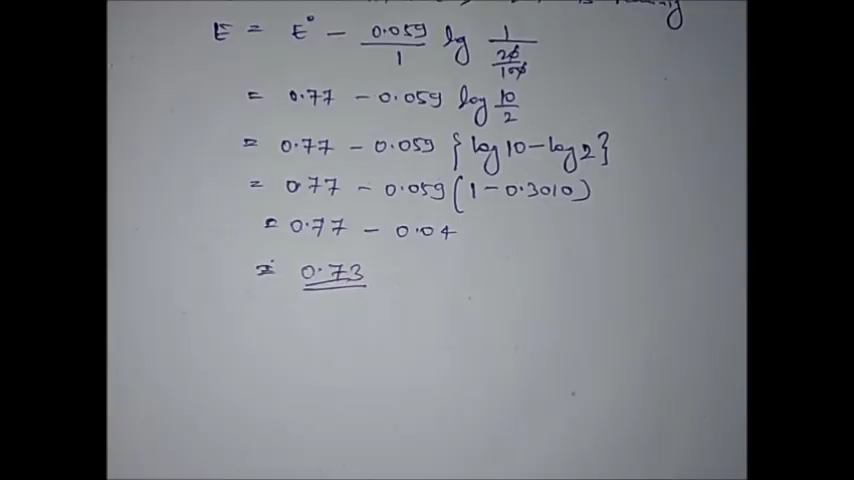 E = E° - 0.059/1 log 1/(20/100)
= 0.77 - 0.059 log 10/2
= 0.77 - 0.059 {log 10 - log 2}
= 0.77 - 0.059 (1 - 0.3010)
= 0.77 - 0.04
= 0.73